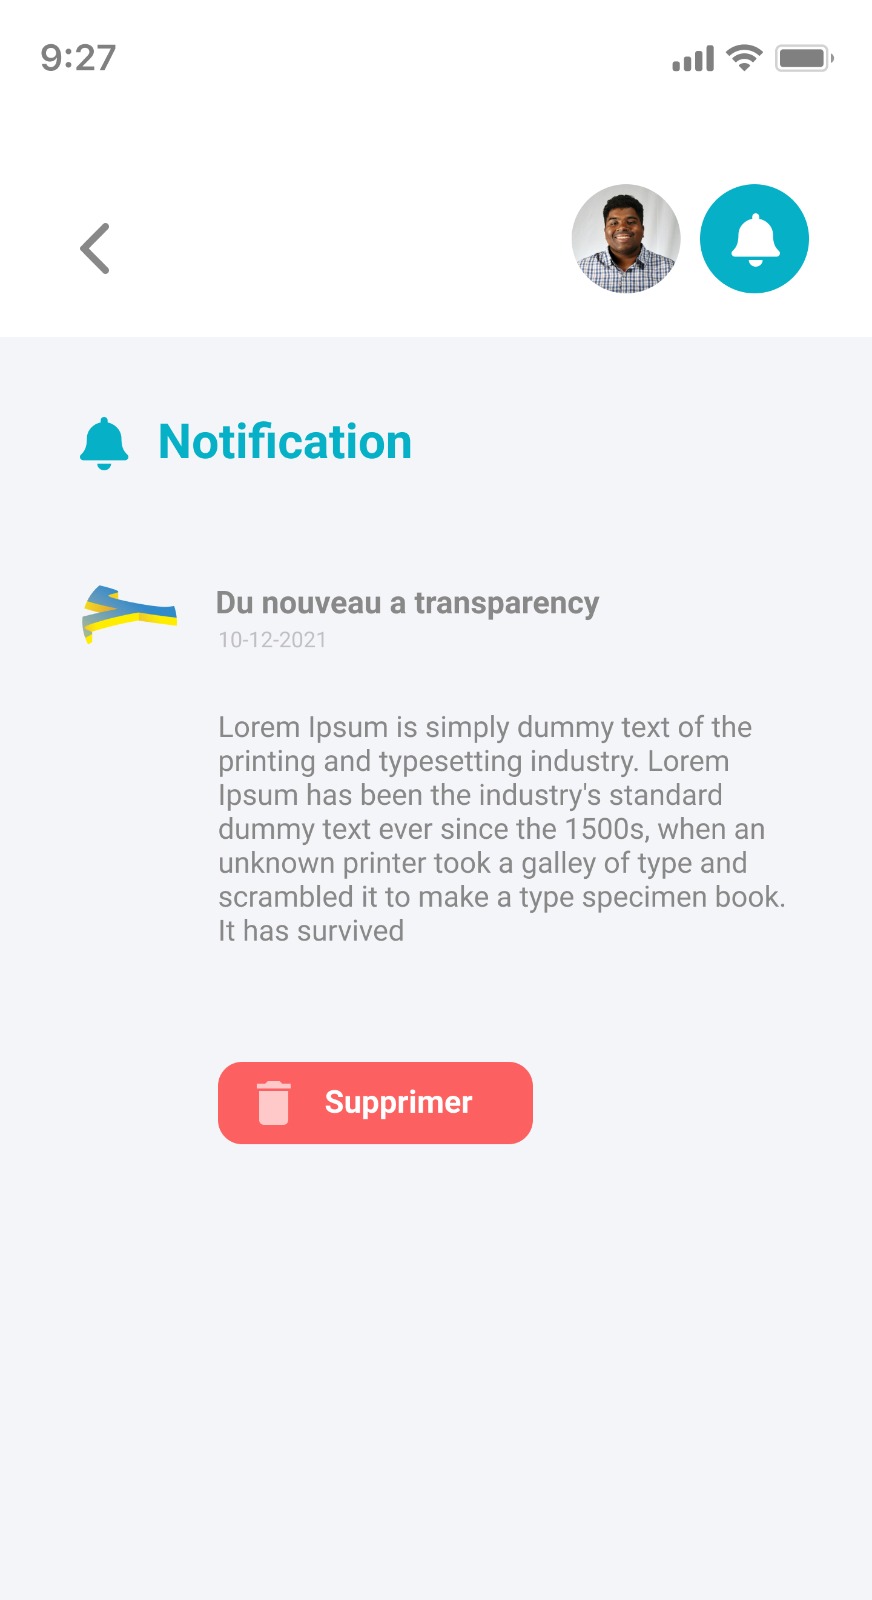 9:27
Notification
Du nouveau a transparency
10-12-2021
Lorem Ipsum is simply dummy text of the
printing and typesetting industry. Lorem
Ipsum has been the industry's standard
dummy text ever since the 1500s, when an
unknown printer took a galley of type and
scrambled it to make a type specimen book.
It has survived
Supprimer